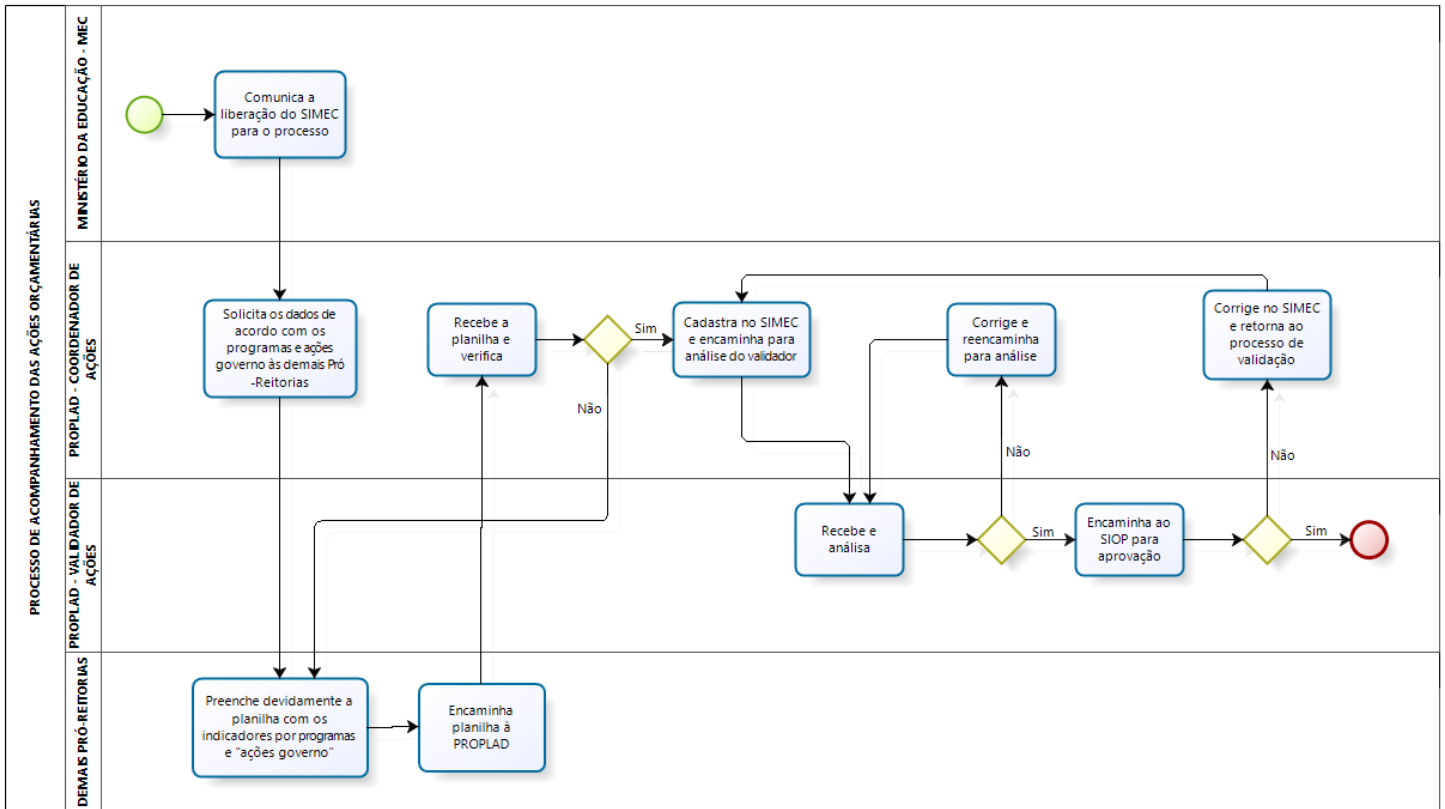 PROCESSO DE ACOMPANHAMENTO DAS AÇÕES ORÇAMENTÁRIAS
MINISTÉRIO DA EDUCAÇÃO - MEC
Comunica a
liberação do SIMEC
para o processo
PROPLAD - COORDENADOR DE
AÇÕES
Solicita os dados de
acordo com os
programas e ações
governo às demais Pró
-Reitorias
Recebe a
planilha e
verifica
Sim
Não
Cadastra no SIMEC
e encaminha para
análise do validador
Corrige e
reencaminha
para análise
Não
Corrige no SIMEC
e retorna ao
processo de
validação
Não
PROPLAD - VALIDADOR DE
AÇÕES
Recebe e
análisa
Sim
Encaminha ao
SIOP para
aprovação
Sim
DEMAIS PRÓ-REITORIAS
Preenche devidamente a
planilha com os
indicadores por programas
e "ações governo"
Encaminha
planilha à
PROPLAD